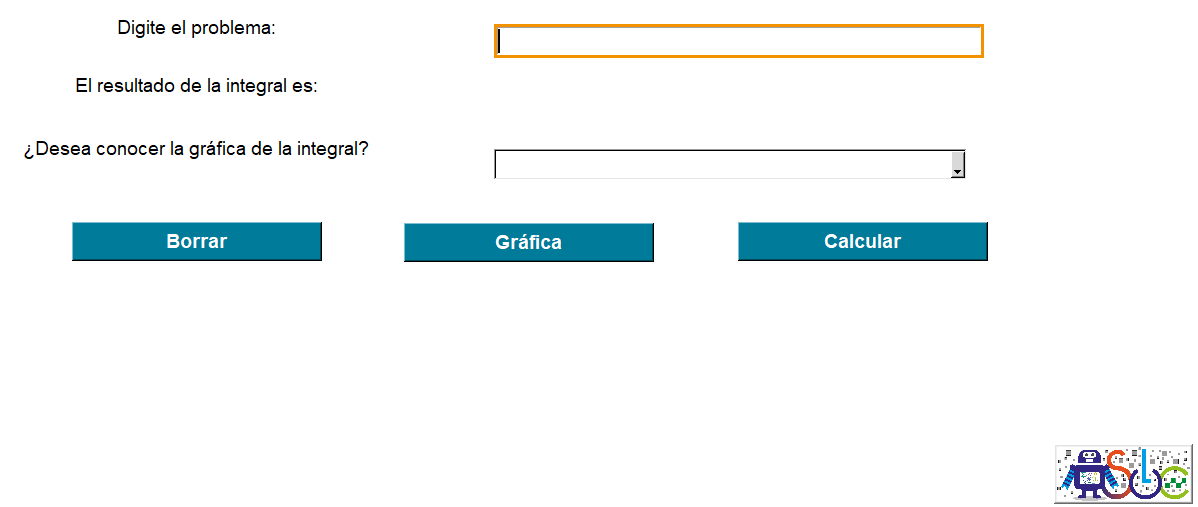 Digite el problema:
El resultado de la integral es:
¿Desea conocer la gráfica de la integral?
Borrar
Gráfica
Calcular